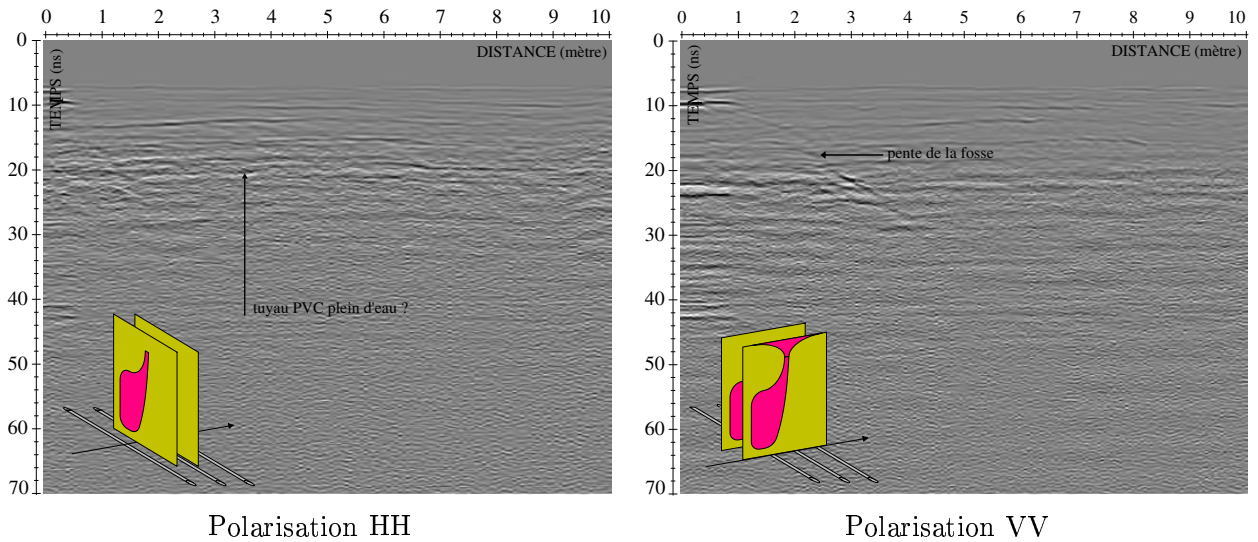 0 1 2 3 4 5 6 7 8 9 10
DISTANCE (mètre)
TEMPS (ns)
0
10
20
30
40
50
60
70
tuyau PVC plein d'eau ?
Polarisation HH
0 1 2 3 4 5 6 7 8 9 10
DISTANCE (mètre)
TEMPS (ns)
0
10
20
30
40
50
60
70
pente de la fosse
Polarisation VV